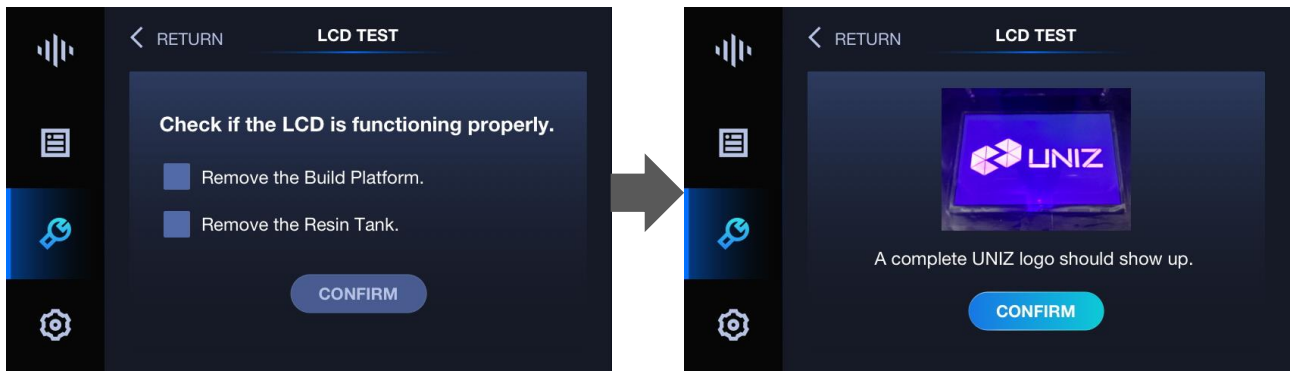 RETURN
LCD TEST
Check if the LCD is functioning properly.
Remove the Build Platform.
Remove the Resin Tank.
CONFIRM
RETURN
LCD TEST
UNIZ
A complete UNIZ logo should show up.
CONFIRM